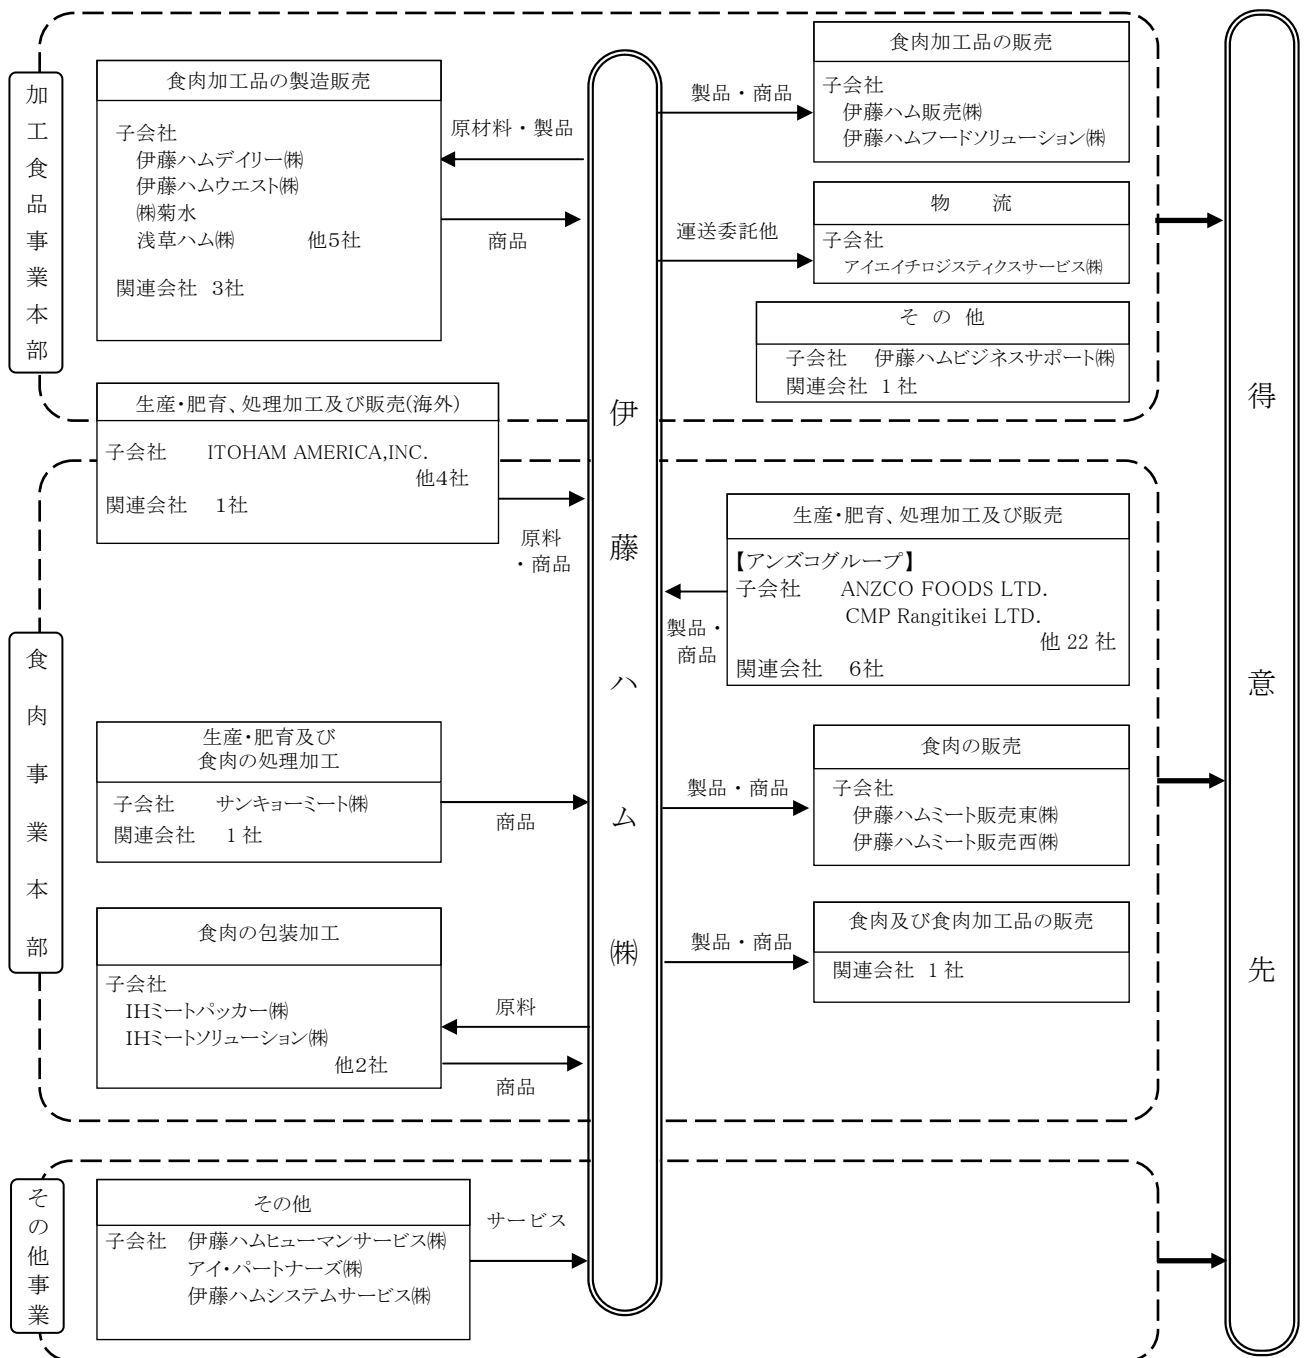 加工食品事業本部
食肉加工品の製造販売
子会社
伊藤ハムデイリー㈱
伊藤ハムウエスト㈱
㈱菊水
浅草ハム㈱ 他5社
関連会社 3社
原材料・製品
商品
製品・商品
食肉加工品の販売
子会社
伊藤ハム販売㈱
伊藤ハムフードソリューション㈱
運送委託他
物 流
子会社
アイエイチロジスティクスサービス㈱
そ の 他
子会社 伊藤ハムビジネスサポート㈱
関連会社 1社
生産・肥育、処理加工及び販売(海外)
子会社 ITOHAM AMERICA,INC.
他4社
関連会社 1社
原料
・商品
伊藤ハム㈱
得意先
食肉事業本部
生産・肥育、処理加工及び販売
【アンズコグループ】
子会社 ANZCO FOODS LTD.
CMP Rangitikei LTD.
他 22 社
関連会社 6社
製品・
商品
生産・肥育及び
食肉の処理加工
子会社 サンキョーミート㈱
関連会社 1社
商品
製品・商品
食肉の販売
子会社
伊藤ハムミート販売東㈱
伊藤ハムミート販売西㈱
食肉の包装加工
子会社
IHミートパッカー㈱
IHミートソリューション㈱
他2社
原料
商品
製品・商品
食肉及び食肉加工品の販売
関連会社 1社
その他事業
その他
子会社 伊藤ハムヒューマンサービス㈱
アイ・パートナーズ㈱
伊藤ハムシステムサービス㈱
サービス